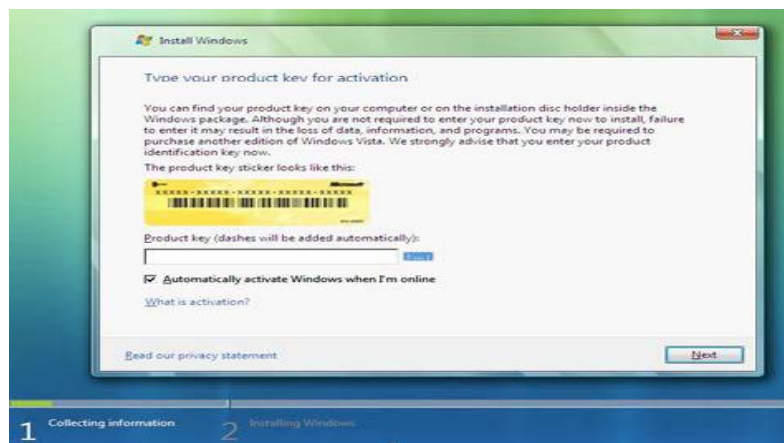 Install Windows
Type your product key for activation
You can find your product key on your computer or on the installation disc holder inside the
Windows package. Although you are not required to enter your product key now to install, failure
to enter it may result in the loss of data, information, and programs. You may be required to
purchase another edition of Windows Vista. We strongly advise that you enter your product
identification key now.
The product key sticker looks like this:
Microsoft
XXXXX-XXXXX-XXXXX-XXXXX-XXXXX
Product key (dashes will be added automatically):
Automatically activate Windows when I'm online
What is activation?
Read our privacy statement
Next
1 Collecting information
2 Installing Windows